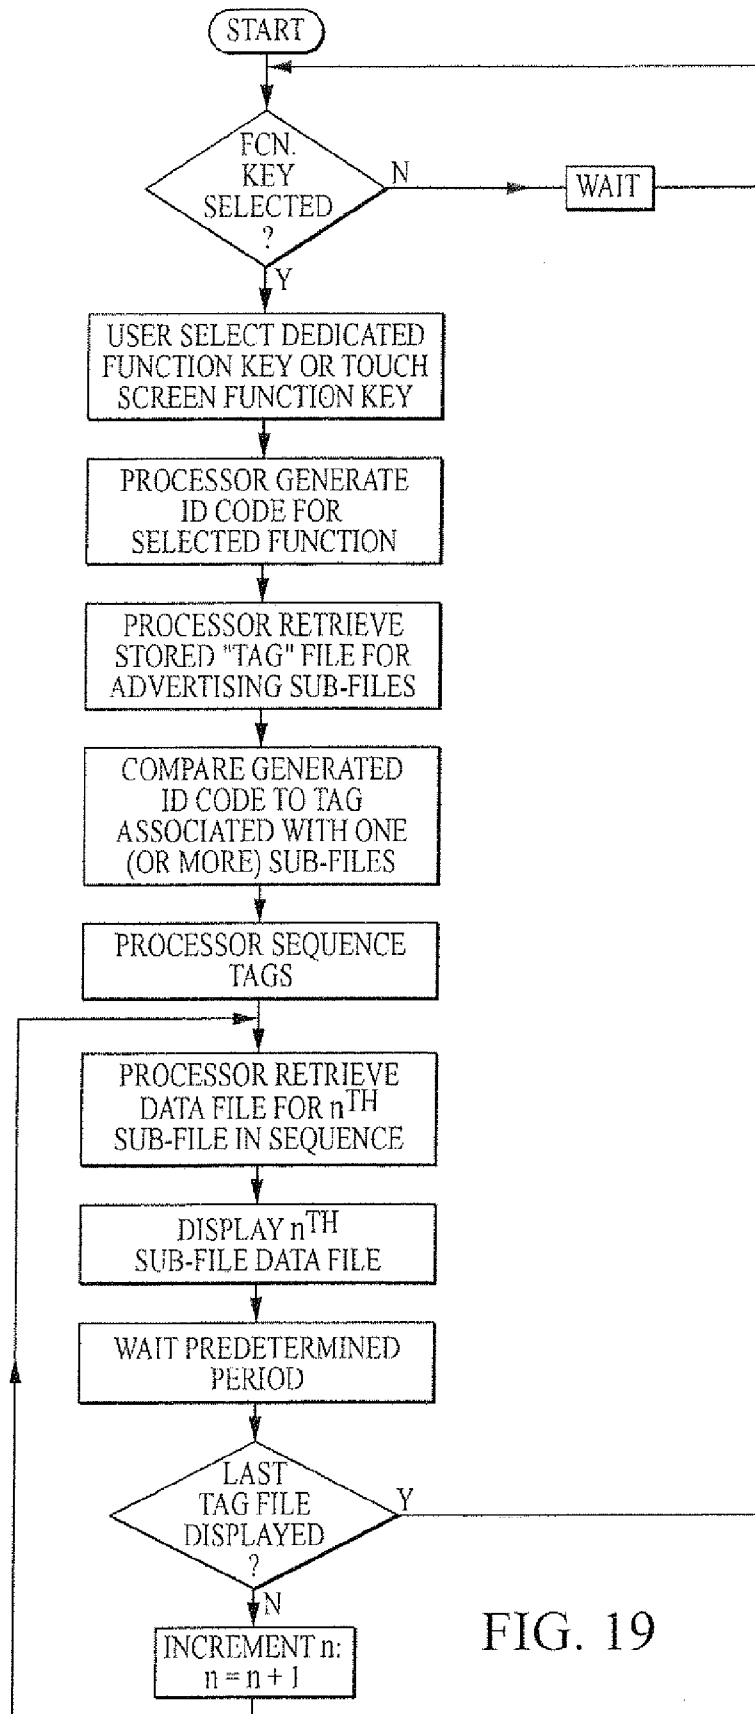 START
FCN.
KEY
SELECTED
?
N
WAIT
Y
USER SELECT DEDICATED
FUNCTION KEY OR TOUCH
SCREEN FUNCTION KEY
PROCESSOR GENERATE
ID CODE FOR
SELECTED FUNCTION
PROCESSOR RETRIEVE
STORED "TAG" FILE FOR
ADVERTISING SUB-FILES
COMPARE GENERATED
ID CODE TO TAG
ASSOCIATED WITH ONE
(OR MORE) SUB-FILES
PROCESSOR SEQUENCE
TAGS
PROCESSOR RETRIEVE
DATA FILE FOR nTH
SUB-FILE IN SEQUENCE
DISPLAY nTH
SUB-FILE DATA FILE
WAIT PREDETERMINED
PERIOD
LAST
TAG FILE
DISPLAYED
?
Y
N
INCREMENT n:
n = n + 1
FIG. 19